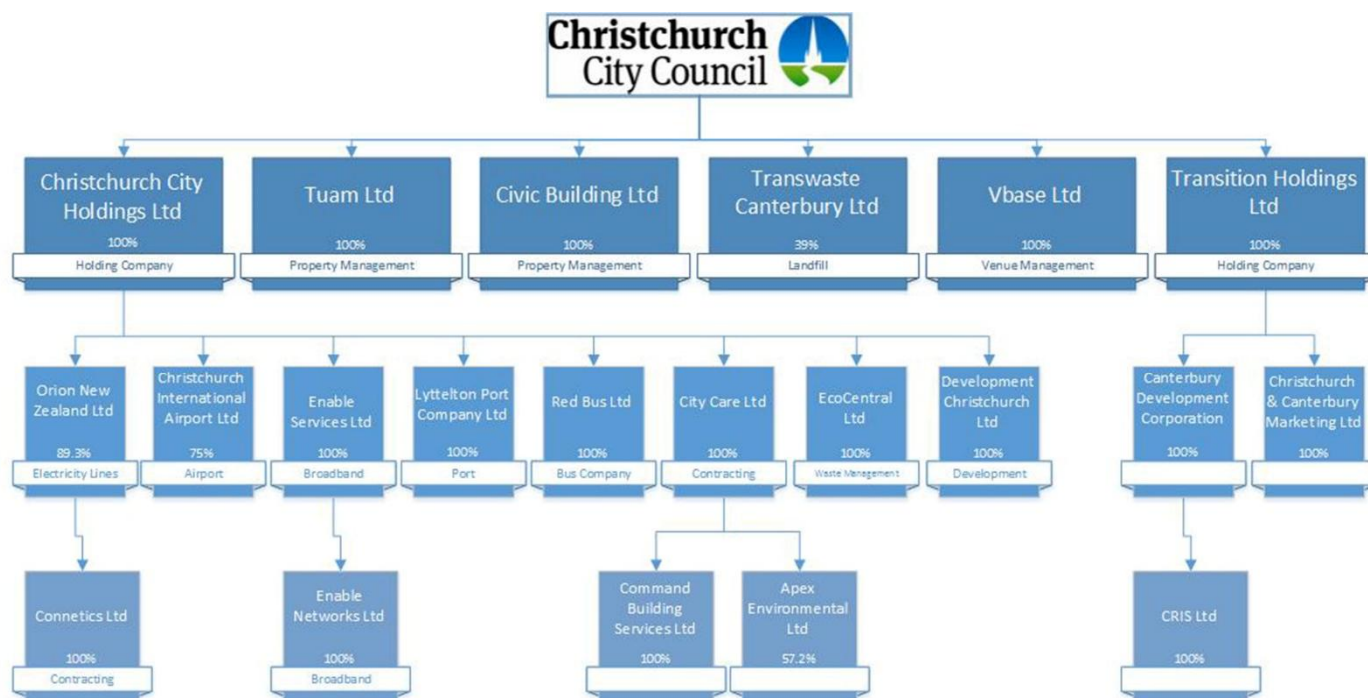 Christchurch
City Council
Christchurch City
Holdings Ltd
100%
Holding Company
Tuam Ltd
100%
Property Management
Civic Building Ltd
100%
Property Management
Transwaste
Canterbury Ltd
39%
Landfill
Vbase Ltd
100%
Venue Management
Transition Holdings
Ltd
100%
Holding Company
Orion New
Zealand Ltd
89.3%
Electricity Lines
Christchurch
International
Airport Ltd
75%
Airport
Enable
Services Ltd
100%
Broadband
Lyttelton Port
Company Ltd
100%
Port
Red Bus Ltd
100%
Bus Company
City Care Ltd
100%
Contracting
EcoCentral Ltd
100%
Waste Management
Development
Christchurch
Ltd
100%
Development
Canterbury
Development
Corporation
100%
Christchurch
& Canterbury
Marketing Ltd
100%
Connetics Ltd
100%
Contracting
Enable
Networks Ltd
100%
Broadband
Command
Building
Services Ltd
100%
Apex
Environmental
Ltd
57.2%
CRIS Ltd
100%